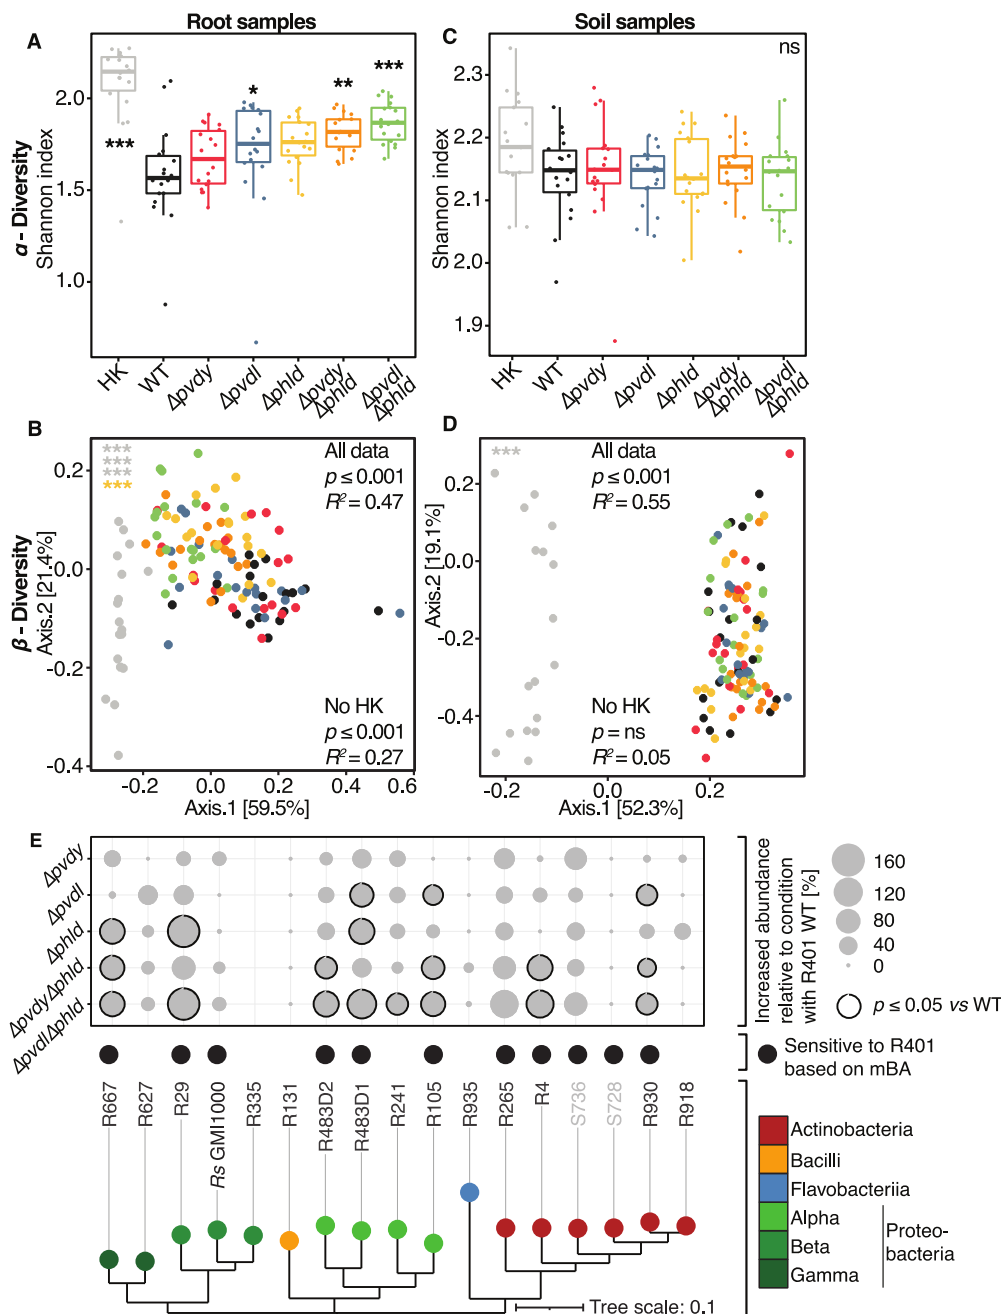 Root samples
Soil samples
A
α - Diversity
Shannon index
2.0
1.5
1.0
***
*
**
***
HK
WT
Δpvdy
Δpvdl
Δphld
Δpvdy Δphld
Δpvdl Δphld
C
ns
Shannon index
2.3
2.2
2.1
2.0
1.9
HK
WT
Δpvdy
Δpvdl
Δphld
Δpvdy Δphld
Δpvdl Δphld
B
β - Diversity
Axis.2 [21.4%]
0.2
0.0
-0.2
-0.4
***
***
***
***
All data
p ≤ 0.001
R² = 0.47
No HK
p ≤ 0.001
R² = 0.27
-0.2
0.0
0.2
0.4
0.6
Axis.1 [59.5%]
D
Axis.2 [19.1%]
0.2
0.0
-0.2
-0.4
***
All data
p ≤ 0.001
R² = 0.55
No HK
p = ns
R² = 0.05
-0.2
0.2
Axis.1 [52.3%]
E
Δpvdy
Δpvdl
Δphld
ΔpvdyΔphld
ΔpvdlΔphld
Increased abundance
relative to condition
with R401 WT [%]
160
120
80
40
0
p ≤ 0.05 vs WT
Sensitive to R401
based on mBA
R667
R627
R29
Rs GMI1000
R335
R131
R483D2
R483D1
R241
R105
R935
R265
R4
S736
S728
R930
R918
Actinobacteria
Bacilli
Flavobacteriia
Alpha
Beta
Gamma
Proteo-
bacteria
Tree scale: 0.1